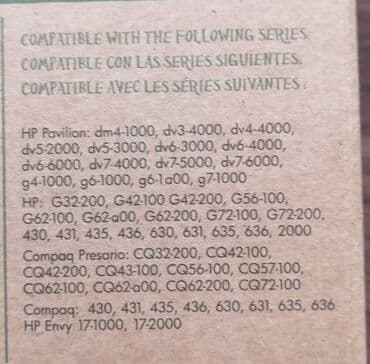 COMPATIBLE WITH THE FOLLOWING SERIES:
COMPATIBLE CON LAS SERIES SIGUIENTES:
COMPATIBLE AVEC LES SÉRIES SUIVANTES :
HP Pavilion: dm4-1000, dv3-4000, dv4-4000,
dv5-2000, dv5-3000, dv6-3000, dv6-4000,
dv6-6000, dv7-4000, dv7-5000, dv7-6000,
g4-1000, g6-1000, g6-1a00, g7-1000
HP: G32-200, G42-100 G42-200, G56-100,
G62-100, G62-a00, G62-200, G72-100, G72-200,
430, 431, 435, 436, 630, 631, 635, 636, 2000
Compaq Presario: CQ32-200, CQ42-100,
CQ42-200, CQ43-100, CQ56-100, CQ57-100,
CQ62-100, CQ62-a00, CQ62-200, CQ72-100
Compaq: 430, 431, 435, 436, 630, 631, 635, 636
HP Envy 17-1000, 17-2000